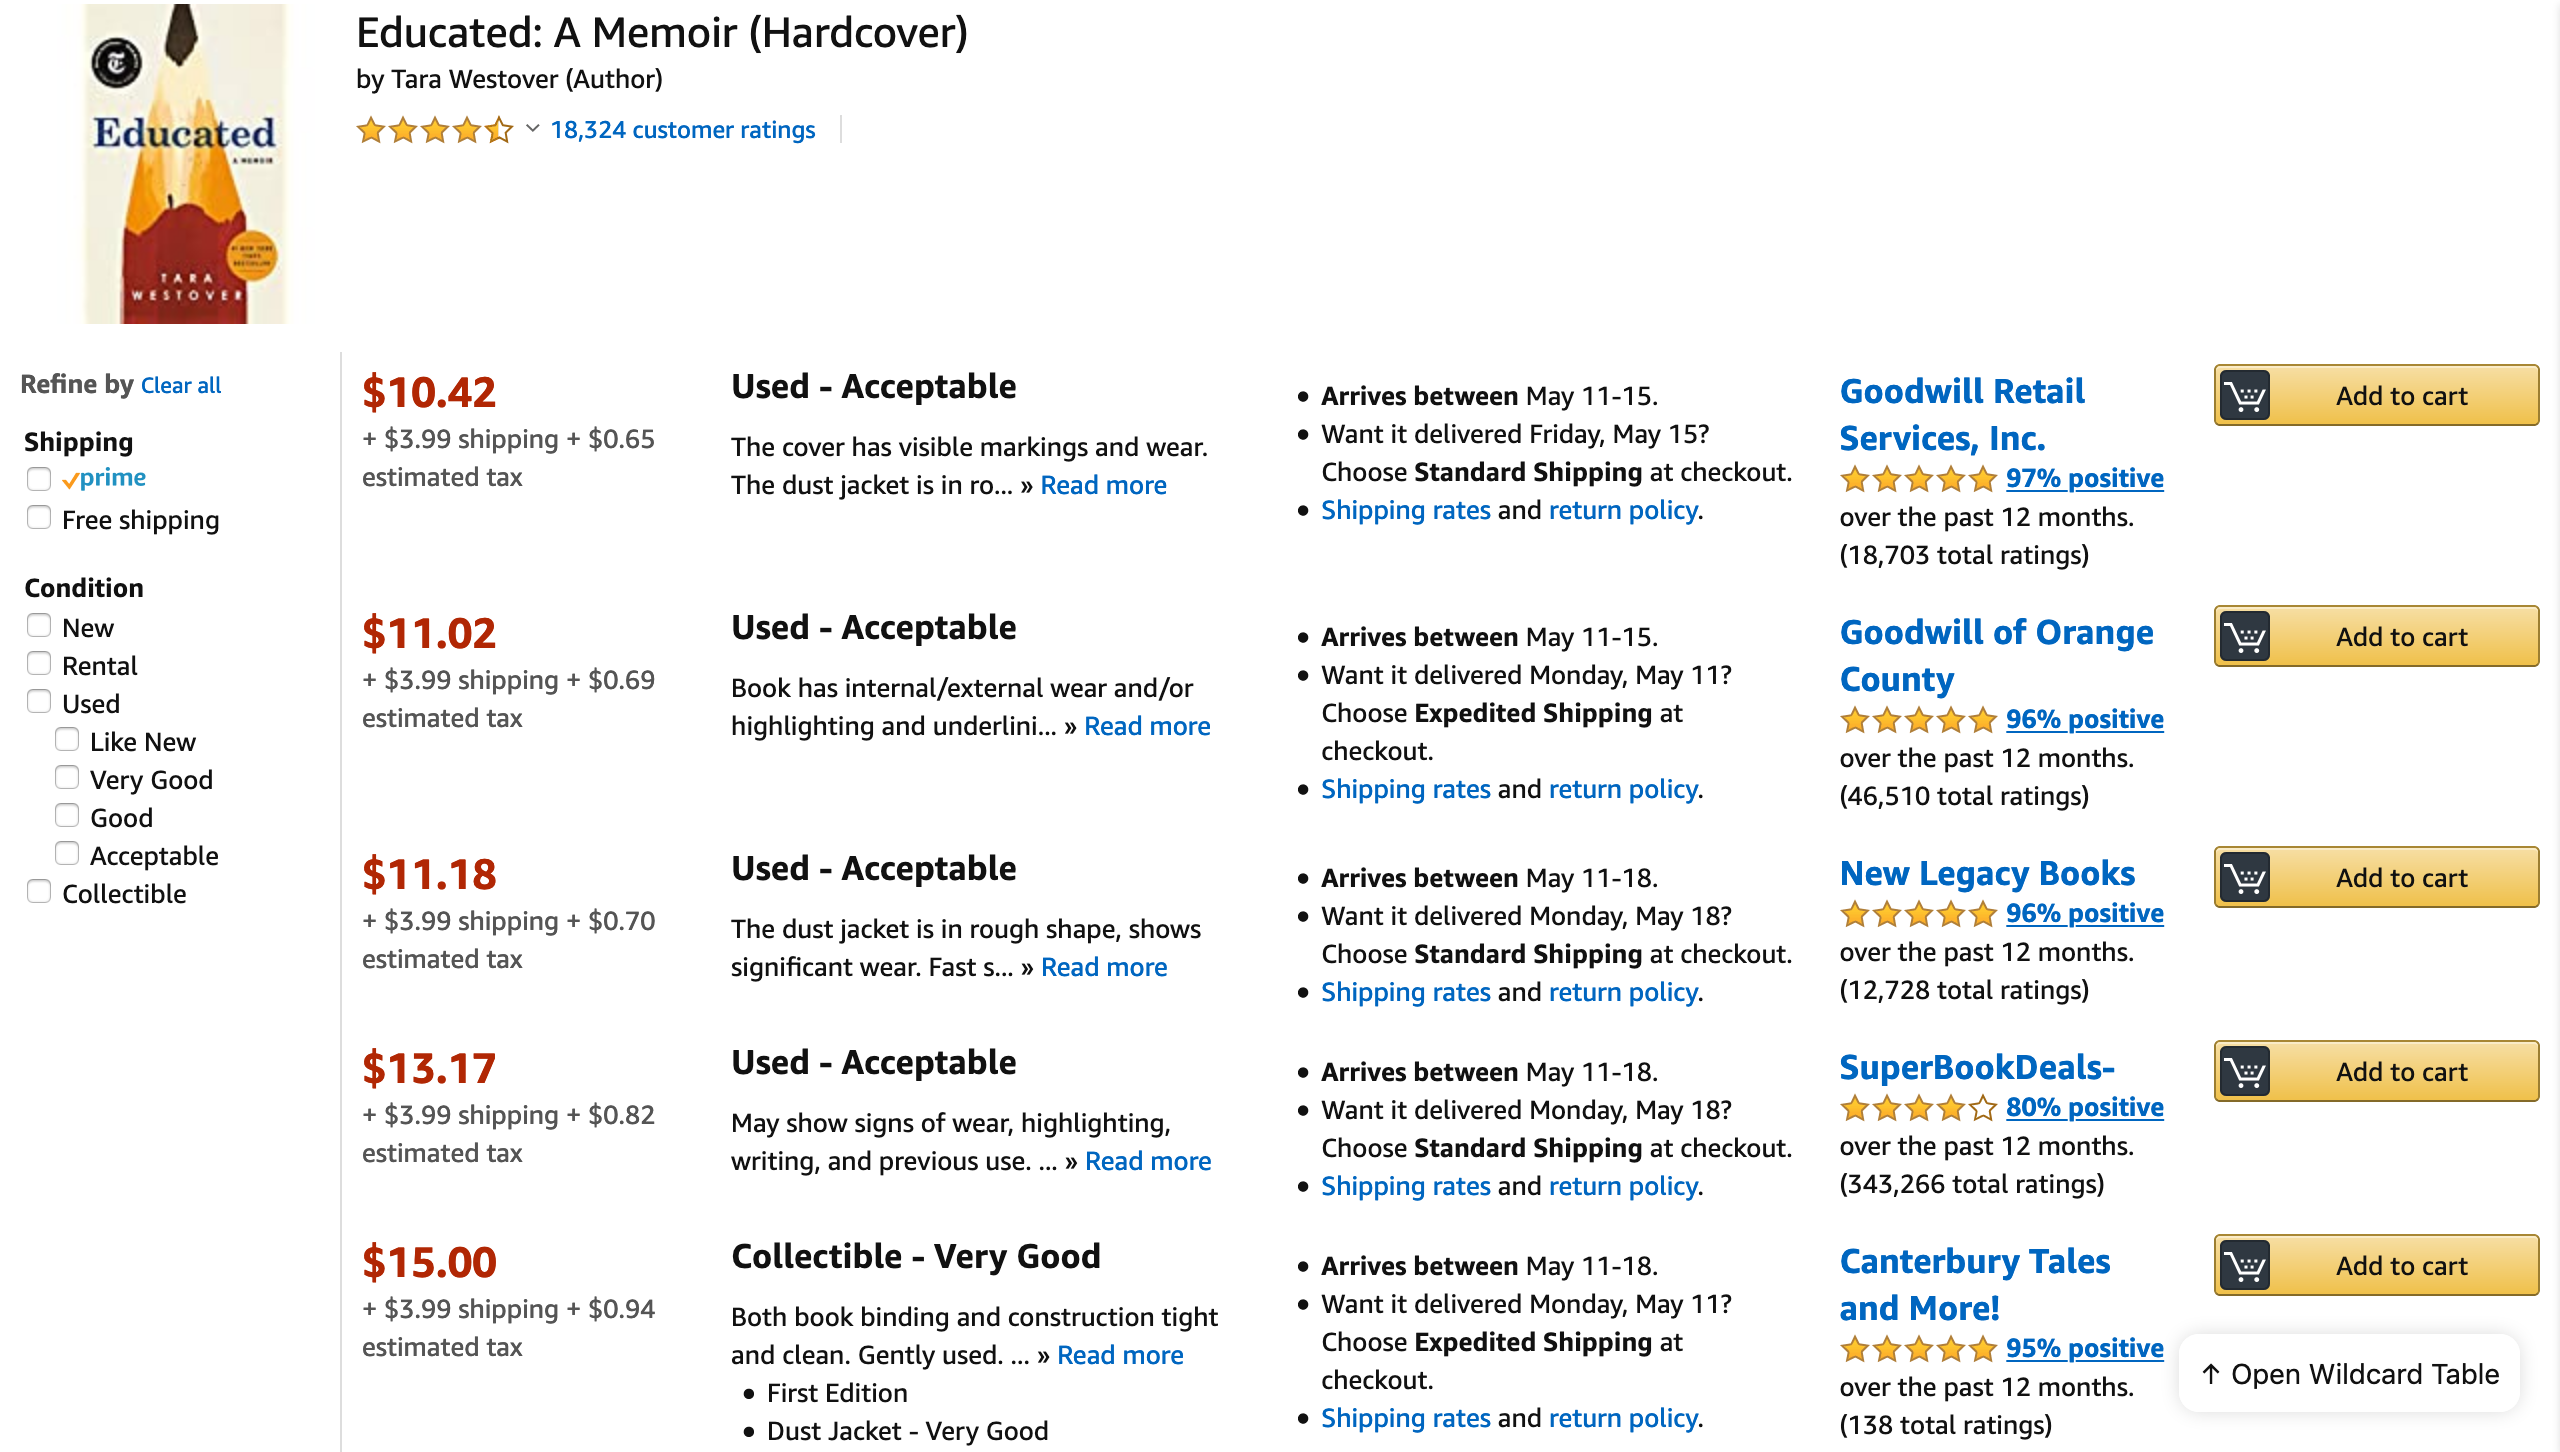 Educated
A MEMOIR
TARA
WESTOVER
Educated: A Memoir (Hardcover)
by Tara Westover (Author)
18,324 customer ratings
Refine by Clear all
Shipping
prime
Free shipping
Condition
New
Rental
Used
Like New
Very Good
Good
Acceptable
Collectible
$10.42
+ $3.99 shipping + $0.65
estimated tax
Used - Acceptable
The cover has visible markings and wear.
The dust jacket is in ro... » Read more
• Arrives between May 11-15.
• Want it delivered Friday, May 15?
Choose Standard Shipping at checkout.
• Shipping rates and return policy.
Goodwill Retail
Services, Inc.
97% positive
over the past 12 months.
(18,703 total ratings)
Add to cart
$11.02
+ $3.99 shipping + $0.69
estimated tax
Used - Acceptable
Book has internal/external wear and/or
highlighting and underlini... » Read more
• Arrives between May 11-15.
• Want it delivered Monday, May 11?
Choose Expedited Shipping at
checkout.
• Shipping rates and return policy.
Goodwill of Orange
County
96% positive
over the past 12 months.
(46,510 total ratings)
Add to cart
$11.18
+ $3.99 shipping + $0.70
estimated tax
Used - Acceptable
The dust jacket is in rough shape, shows
significant wear. Fast s... » Read more
• Arrives between May 11-18.
• Want it delivered Monday, May 18?
Choose Standard Shipping at checkout.
• Shipping rates and return policy.
New Legacy Books
96% positive
over the past 12 months.
(12,728 total ratings)
Add to cart
$13.17
+ $3.99 shipping + $0.82
estimated tax
Used - Acceptable
May show signs of wear, highlighting,
writing, and previous use. ... » Read more
• Arrives between May 11-18.
• Want it delivered Monday, May 18?
Choose Standard Shipping at checkout.
• Shipping rates and return policy.
SuperBookDeals-
80% positive
over the past 12 months.
(343,266 total ratings)
Add to cart
$15.00
+ $3.99 shipping + $0.94
estimated tax
Collectible - Very Good
Both book binding and construction tight
and clean. Gently used. ... » Read more
• First Edition
• Dust Jacket - Very Good
• Arrives between May 11-18.
• Want it delivered Monday, May 11?
Choose Expedited Shipping at
checkout.
• Shipping rates and return policy.
Canterbury Tales
and More!
95% positive
over the past 12 months.
(138 total ratings)
Add to cart
↑ Open Wildcard Table